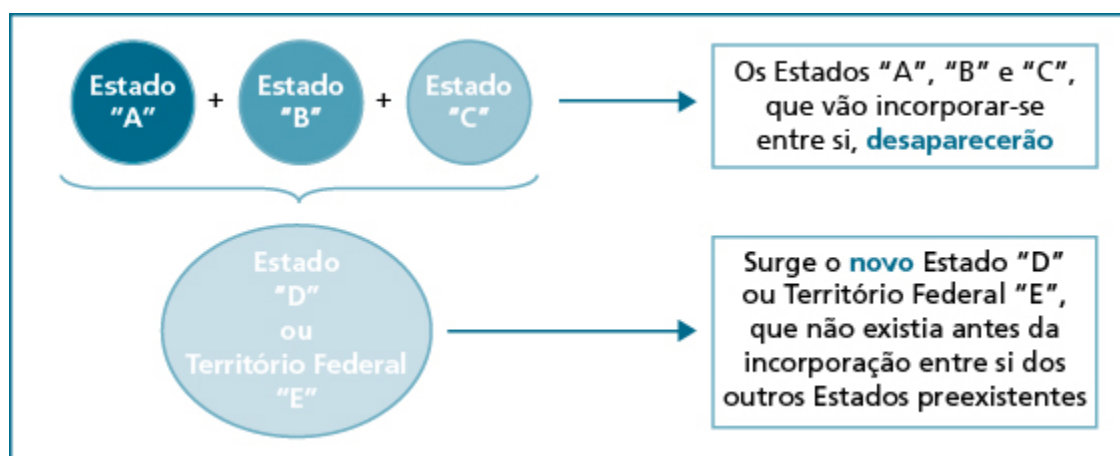 Estado
"A"
+
Estado
"B"
+
Estado
"C"
Os Estados "A", "B" e "C",
que vão incorporar-se
entre si, desaparecerão
Estado
"D"
ou
Território Federal
"E"
Surge o novo Estado "D"
ou Território Federal "E",
que não existia antes da
incorporação entre si dos
outros Estados preexistentes